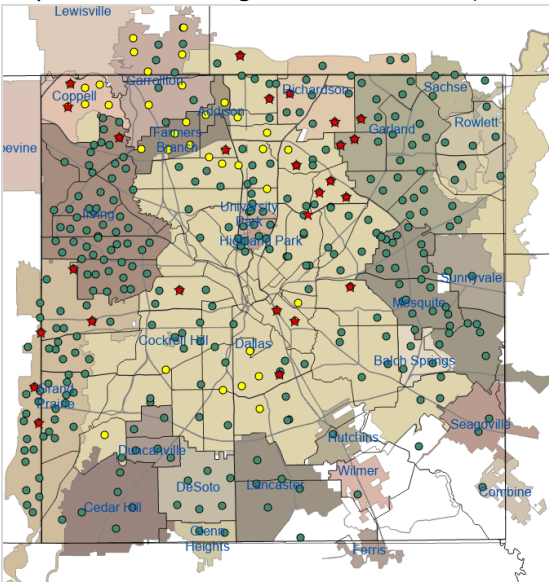 Lewisville
Carrollton
Coppell
Richardson
Sachse
Addison
Rowlett
Farmers
Branch
Garland
Irving
University
Park
Highland Park
Sunnyvale
Mesquite
Cockrell Hill
Dallas
Balch Springs
Grand
Prairie
Seagoville
Hutchins
Duncanville
Wilmer
DeSoto
Lancaster
Combine
Cedar Hill
Glenn
Heights
Ferris